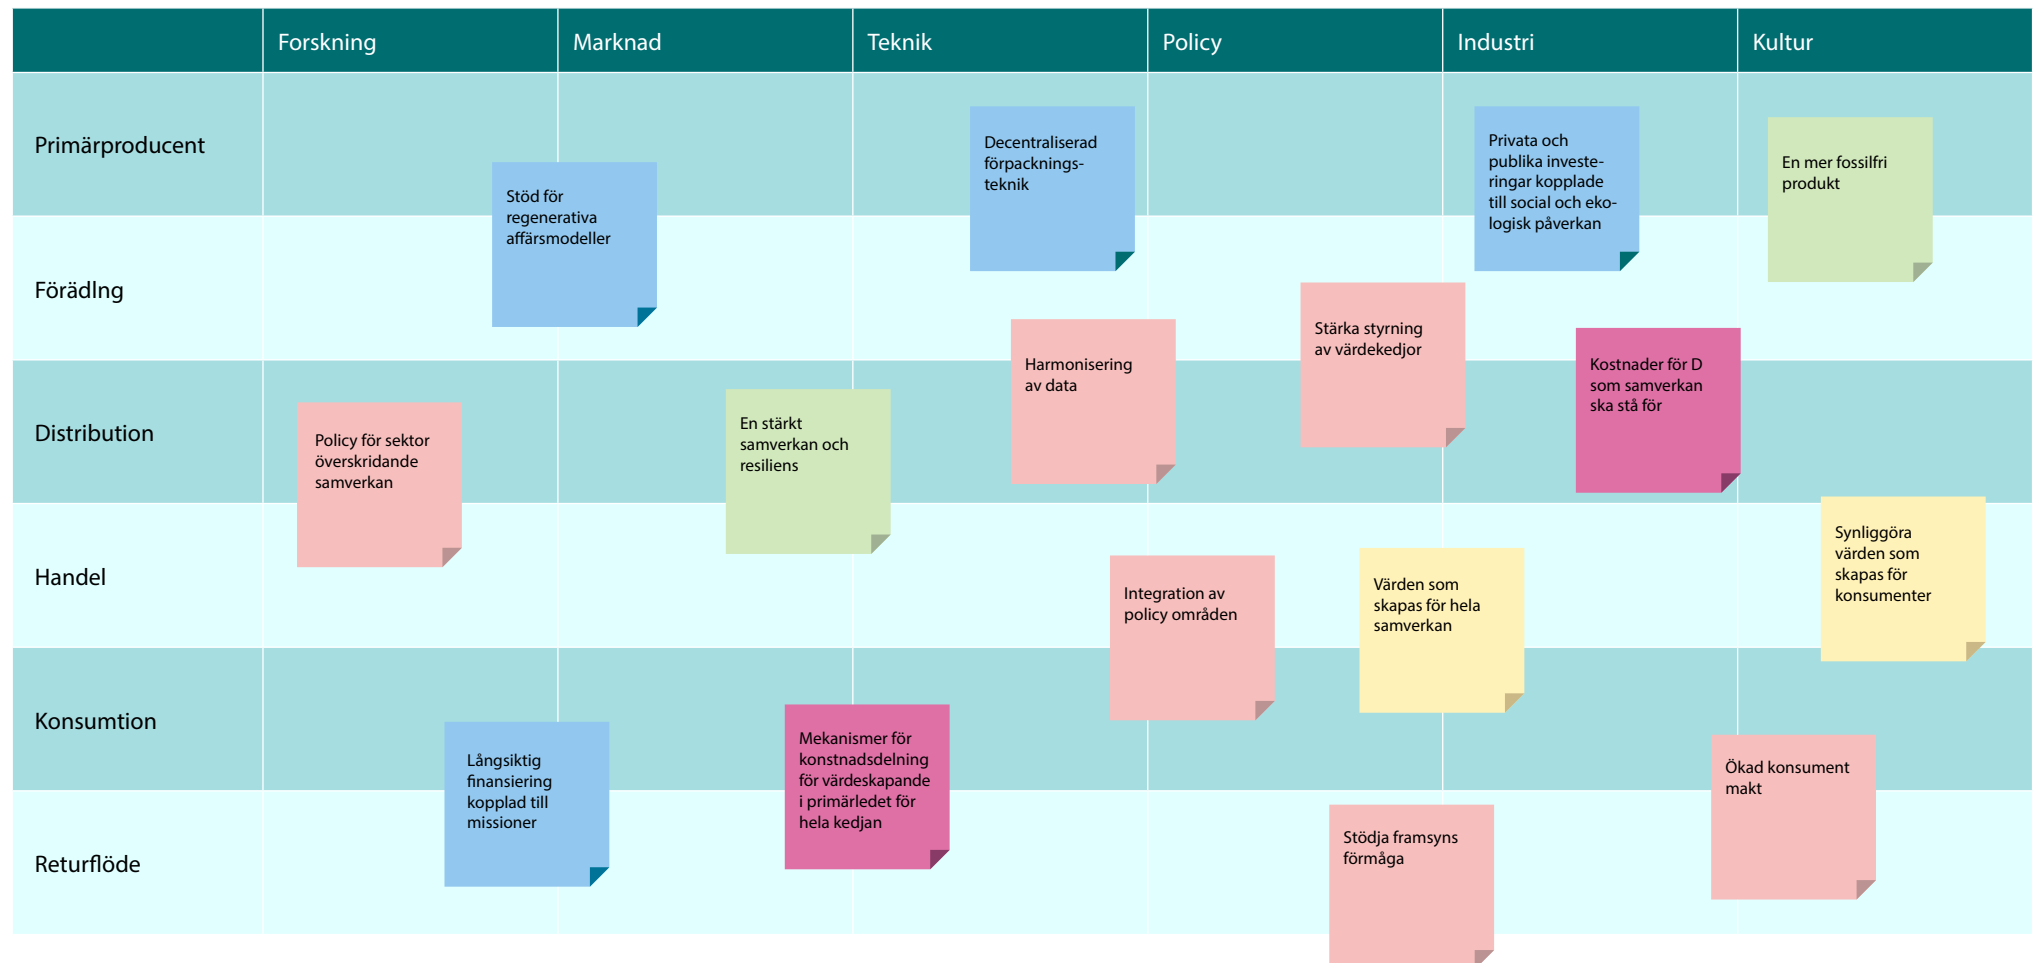 Forskning
Marknad
Teknik
Policy
Industri
Kultur
Primärproducent
Stöd för
regenerativa
affärsmodeller
Decentraliserad
förpacknings-
teknik
Privata och
publika investe-
ringar kopplade
till social och eko-
logisk påverkan
En mer fossilfri
produkt
Förädlng
Harmonisering
av data
Stärka styrning
av värdekedjor
Kostnader för D
som samverkan
ska stå för
Distribution
Policy för sektor
överskridande
samverkan
En stärkt
samverkan och
resiliens
Handel
Integration av
policy områden
Värden som
skapas för hela
samverkan
Synliggöra
värden som
skapas för
konsumenter
Konsumtion
Långsiktig
finansiering
kopplad till
missioner
Mekanismer för
konstnadsdelning
för värdeskapande
i primärledet för
hela kedjan
Ökad konsument
makt
Returflöde
Stödja framsyns
förmåga